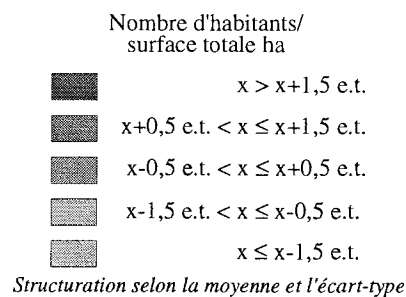 Nombre d'habitants/
surface totale ha
x > x+1,5 e.t.
x+0,5 e.t. < x ≤ x+1,5 e.t.
x-0,5 e.t. < x ≤ x+0,5 e.t.
x-1,5 e.t. < x ≤ x-0,5 e.t.
x ≤ x-1,5 e.t.
Structuration selon la moyenne et l'écart-type